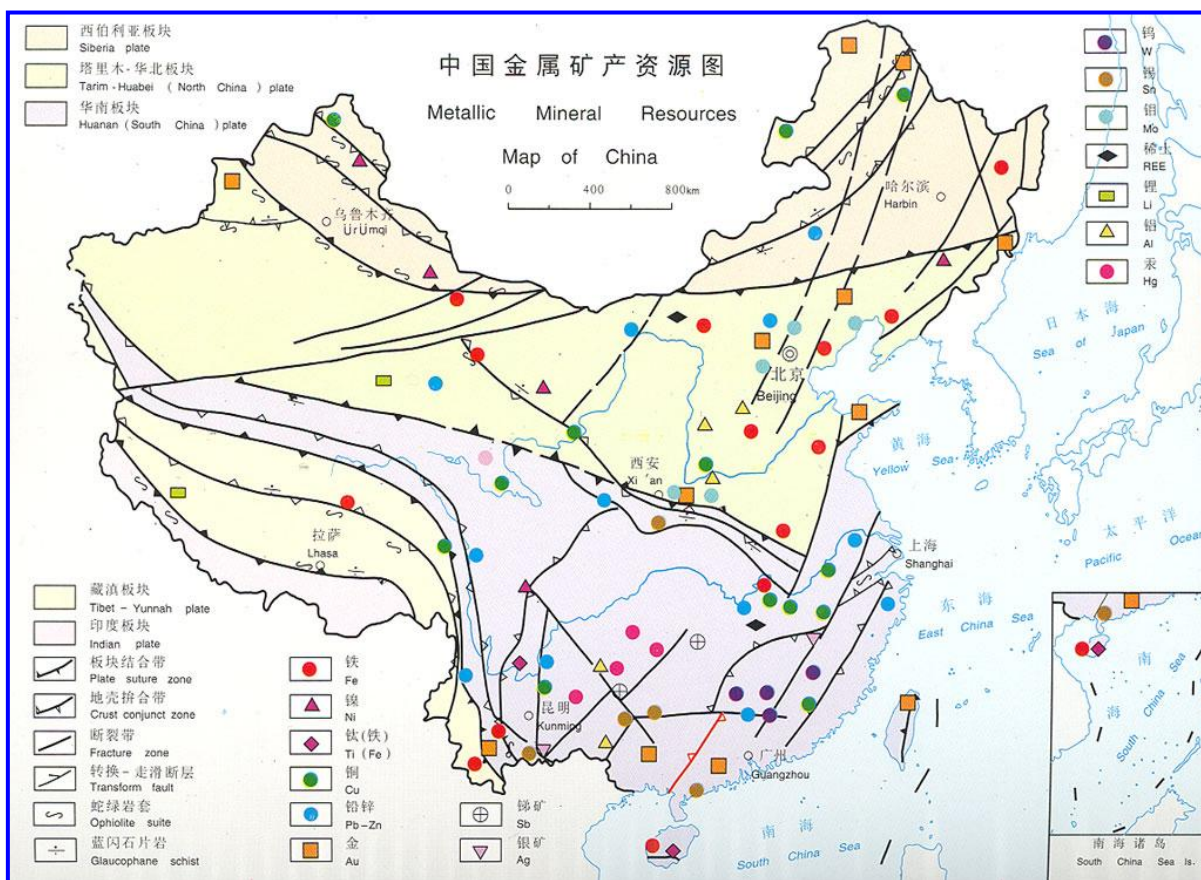 西伯利亚板块
Siberia plate
塔里木-华北板块
Tarim-Huabei (North China) plate
华南板块
Huanan (South China) plate
中国金属矿产资源图
Metallic Mineral Resources
Map of China
0 400 800km
钨
W
锡
Sn
钼
Mo
稀土
REE
锂
Li
铝
Al
汞
Hg
哈尔滨
Harbin
乌鲁木齐
ÜrÜmqi
日本海
Sea of Japan
北京
Beijing
黄海
Yellow Sea
西安
Xi'an
太平洋
Pacific Ocean
拉萨
Lhasa
上海
Shanghai
东海
East China Sea
昆明
Kunming
广州
Guangzhou
南海
South China Sea
南海
South China Sea
南海诸岛
South China Sea Is.
藏滇板块
Tibet-Yunnah plate
印度板块
Indian plate
板块结合带
Plate suture zone
地壳拼合带
Crust conjunct zone
断裂带
Fracture zone
转换-走滑断层
Transform fault
蛇绿岩套
Ophiolite suite
蓝闪石片岩
Glaucophane schist
铁
Fe
镍
Ni
钛(铁)
Ti (Fe)
铜
Cu
铅锌
Pb-Zn
金
Au
锑矿
Sb
银矿
Ag